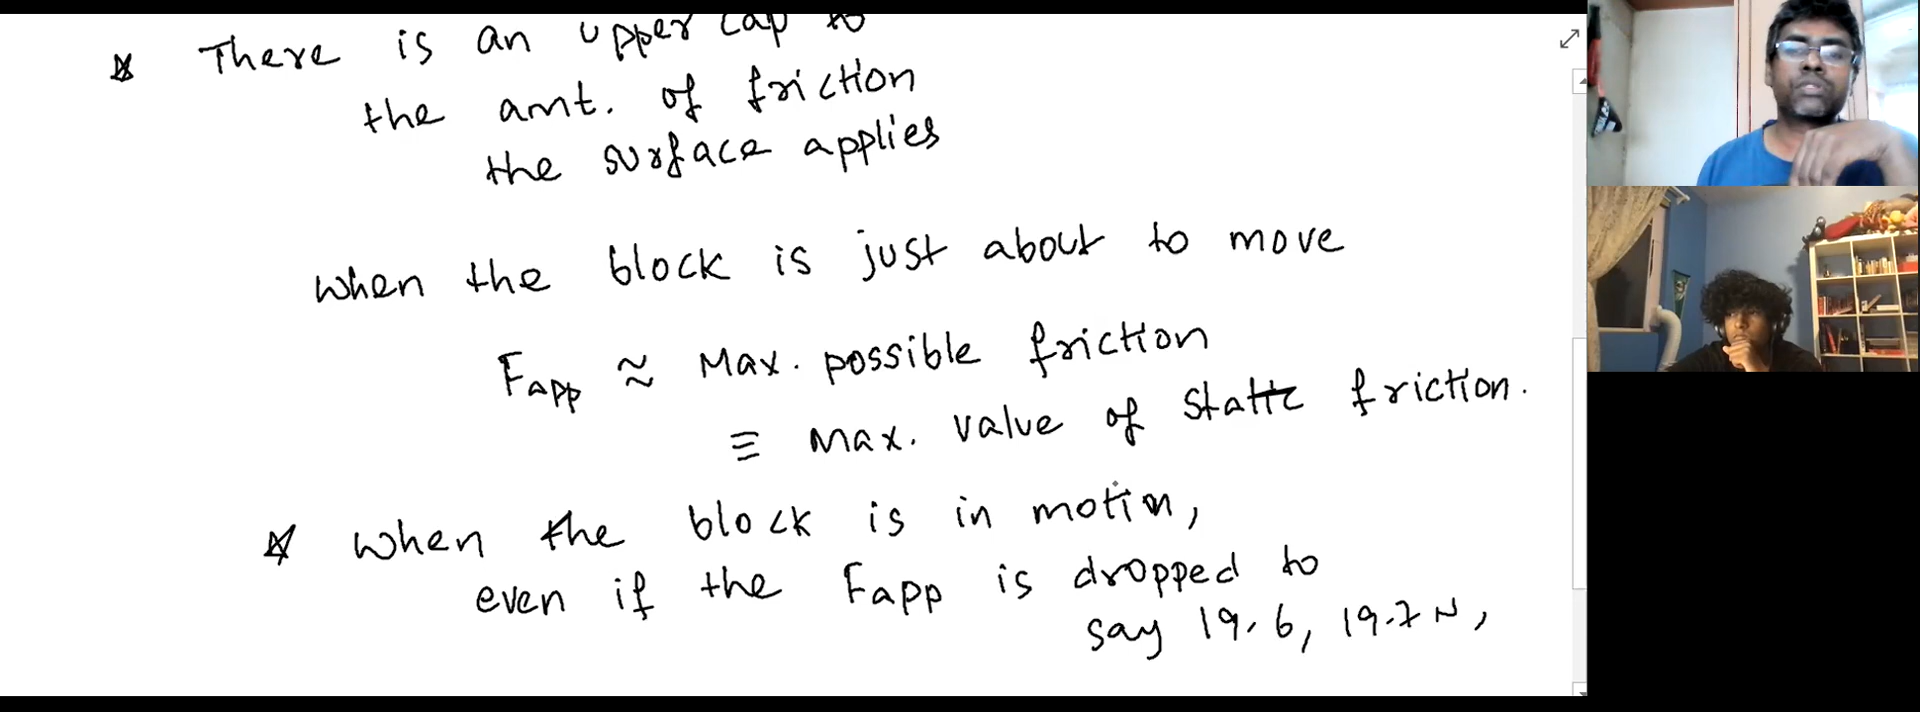 * There is an upper cap to
the amt. of friction
the surface applies
when the block is just about to move
Fapp ≈ Max. possible friction
≡ Max. value of static friction.
* When the block is in motion,
even if the Fapp is dropped to
say 19.6, 19.7 N,